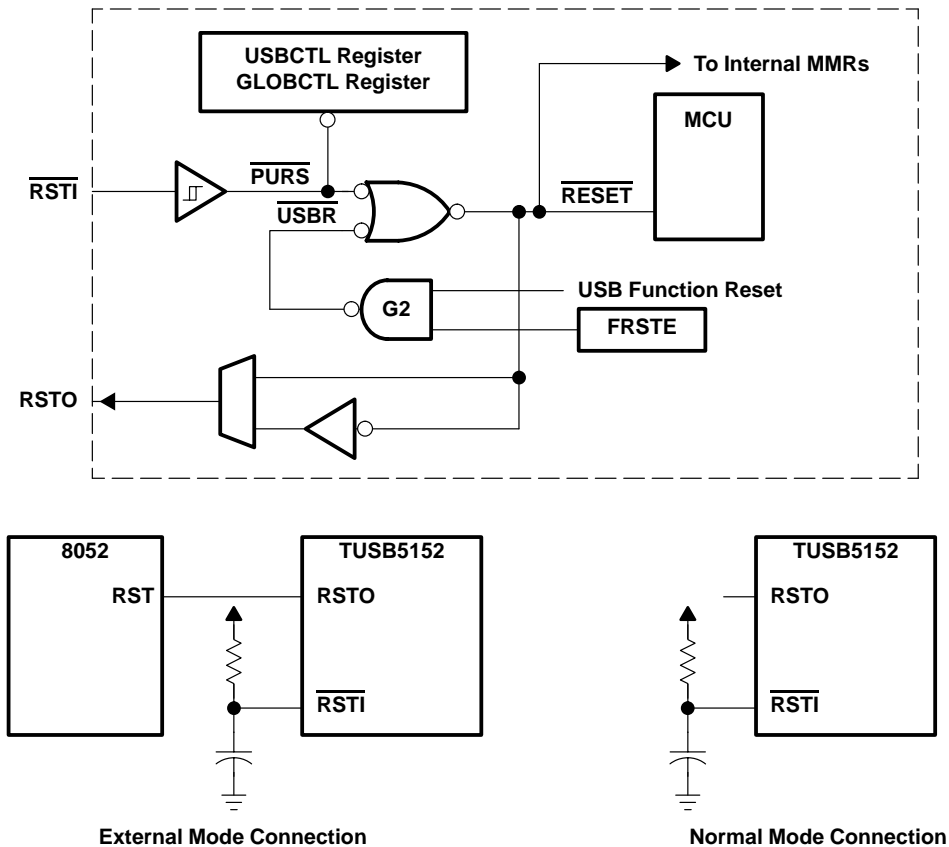 USBCTL Register
GLOBCTL Register
To Internal MMRs
MCU
RSTI
PURS
USBR
RESET
G2
USB Function Reset
FRSTE
RSTO
8052
TUSB5152
TUSB5152
RST
RSTO
RSTO
RSTI
RSTI
External Mode Connection
Normal Mode Connection